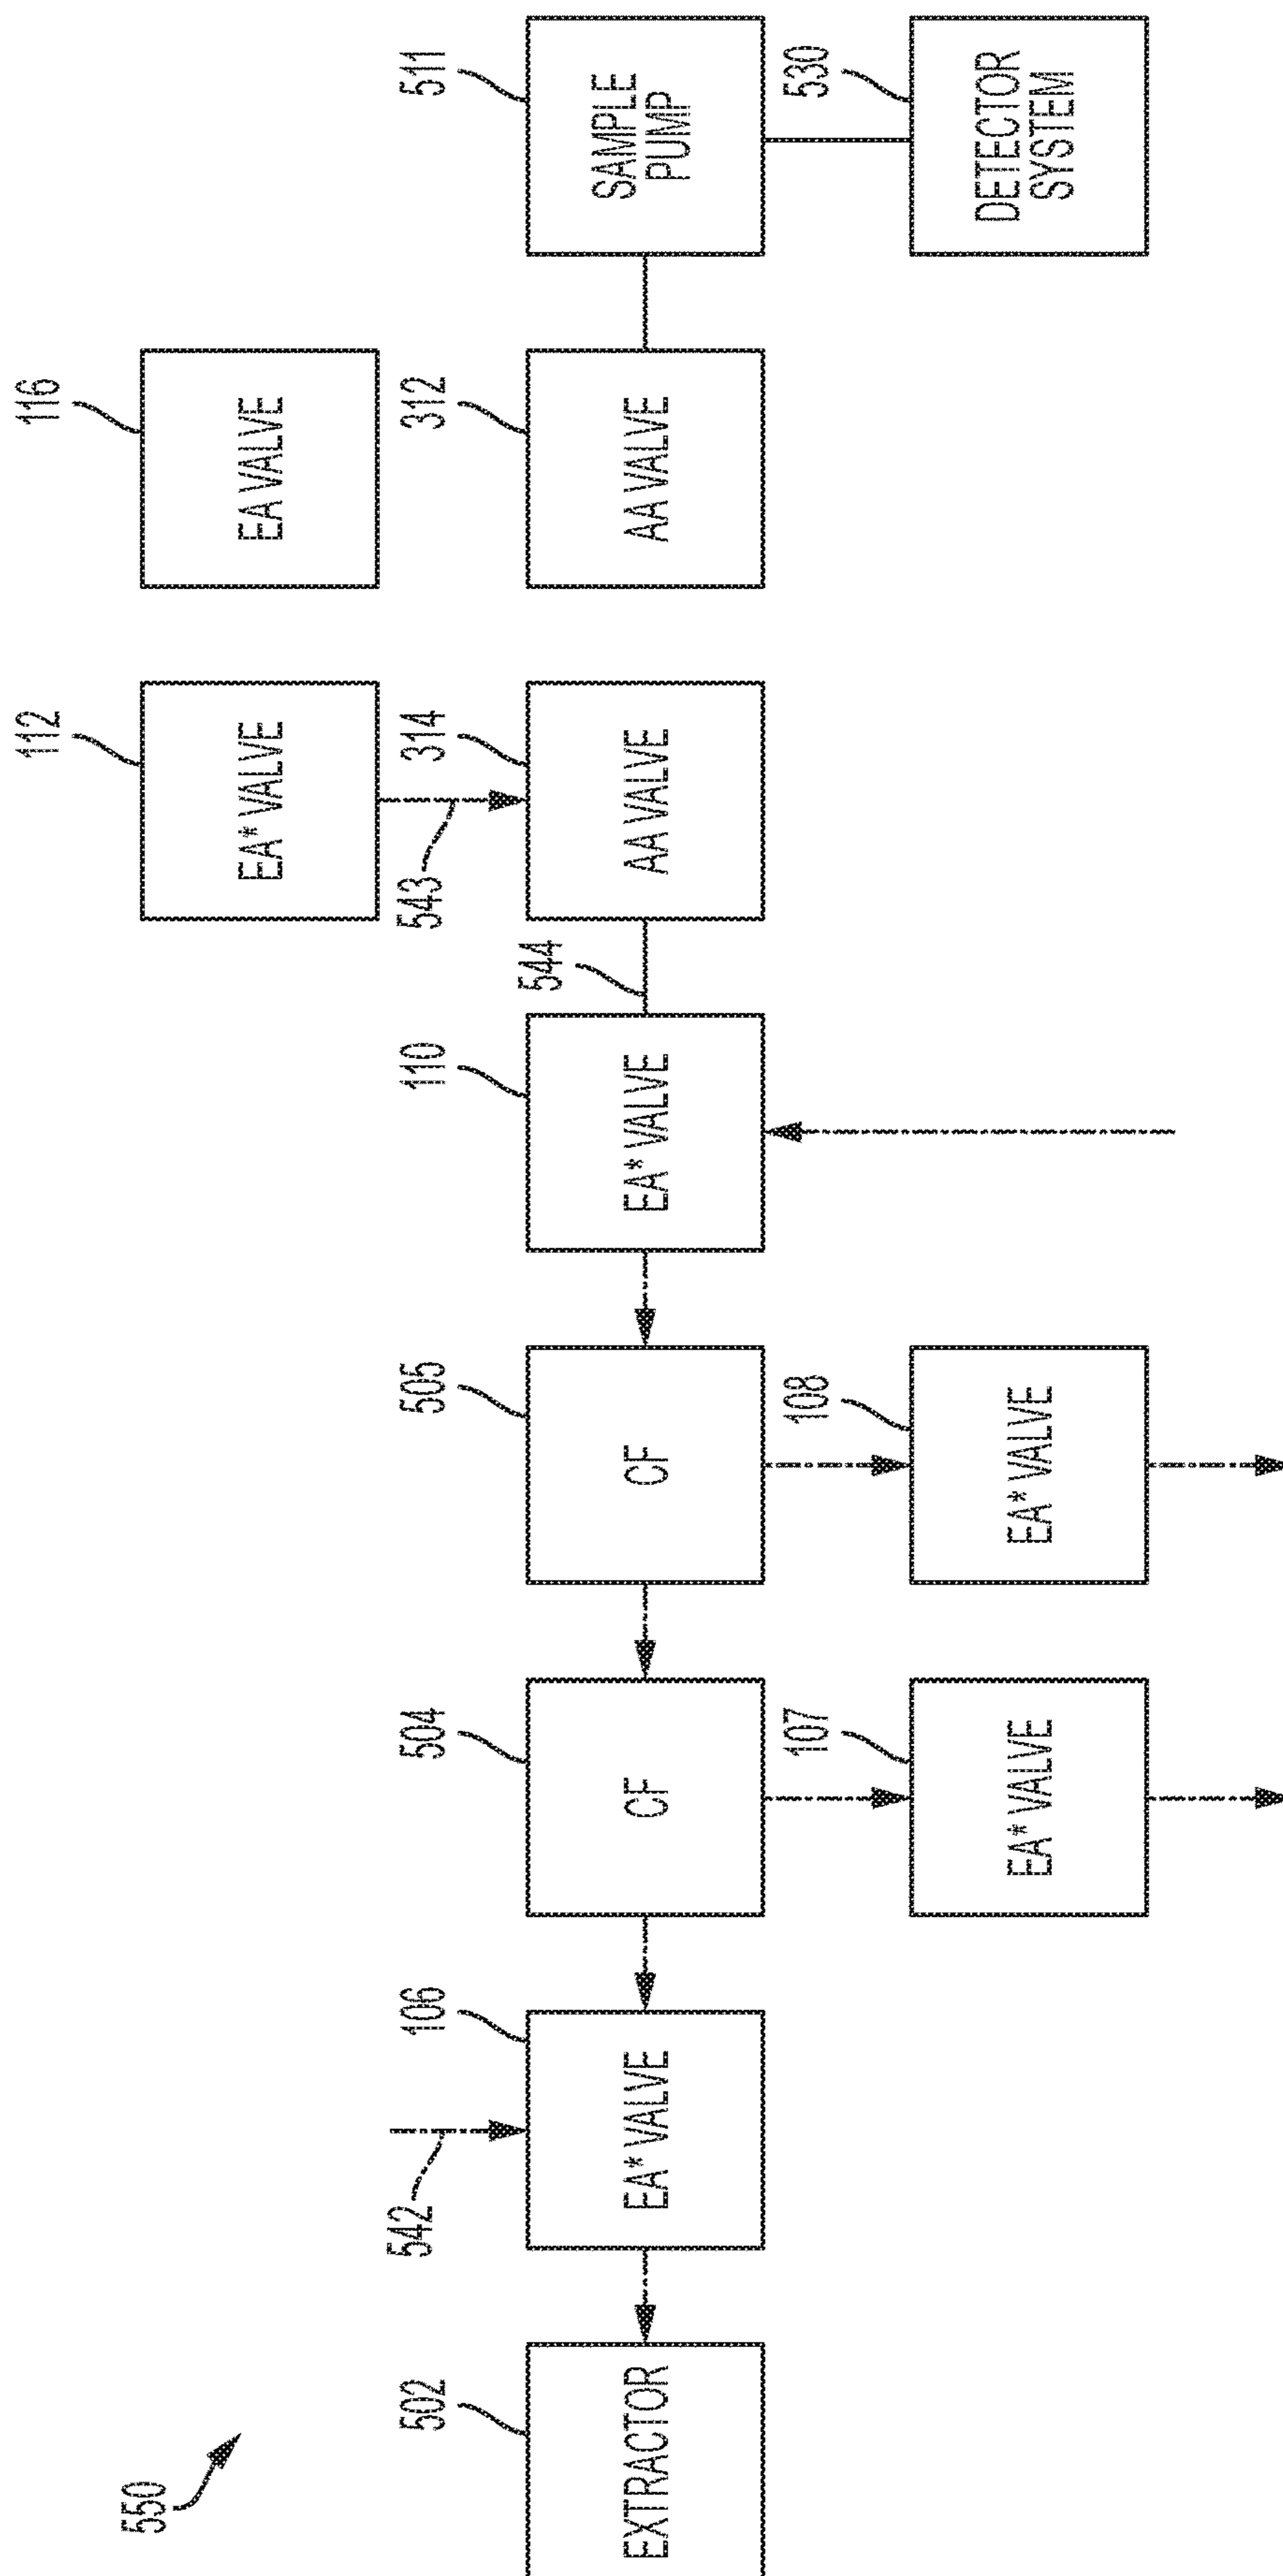 550
502
EXTRACTOR
542
106
EA* VALVE
504
CF
107
EA* VALVE
505
CF
108
EA* VALVE
110
EA* VALVE
544
112
EA* VALVE
543
314
AA VALVE
116
EA VALVE
312
AA VALVE
511
SAMPLE
PUMP
530
DETECTOR
SYSTEM